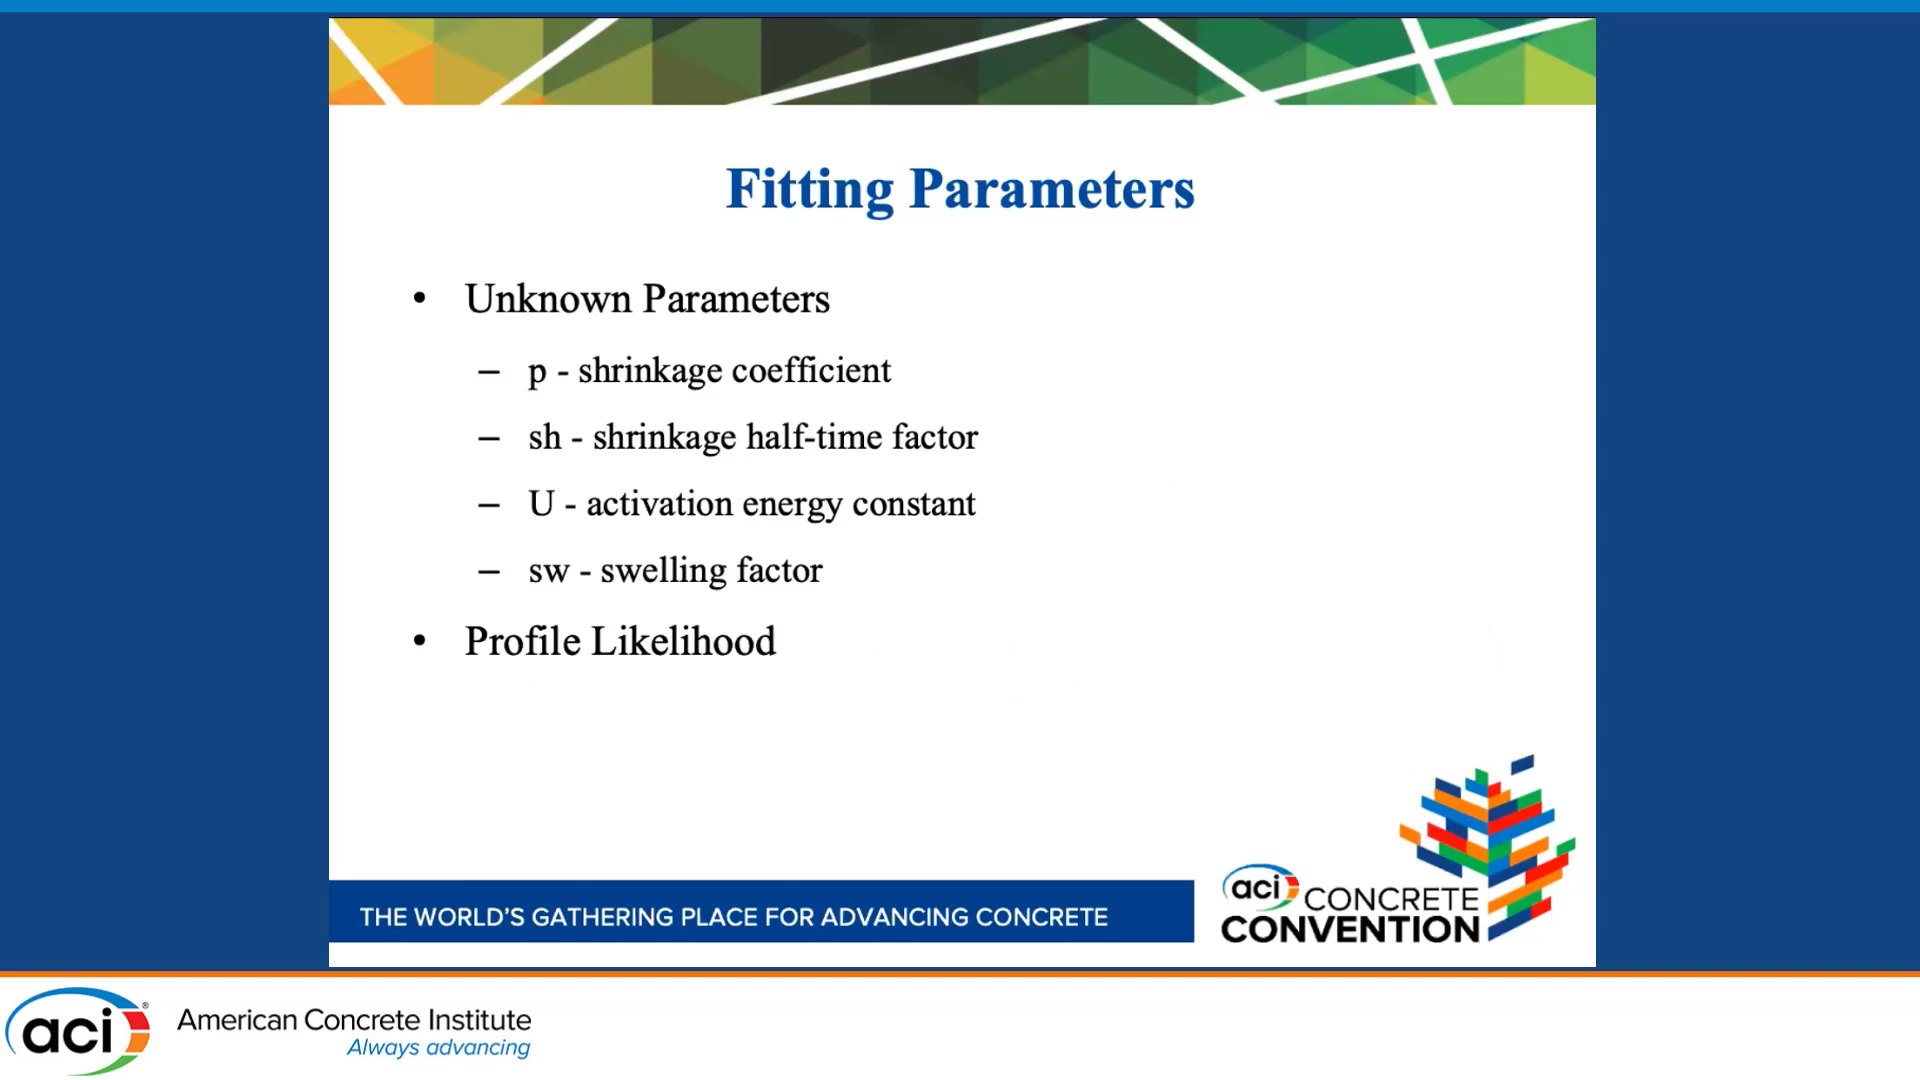 Fitting Parameters
• Unknown Parameters
– p - shrinkage coefficient
– sh - shrinkage half-time factor
– U - activation energy constant
– sw - swelling factor
• Profile Likelihood
THE WORLD'S GATHERING PLACE FOR ADVANCING CONCRETE
aci CONCRETE
CONVENTION
aci®
American Concrete Institute
Always advancing